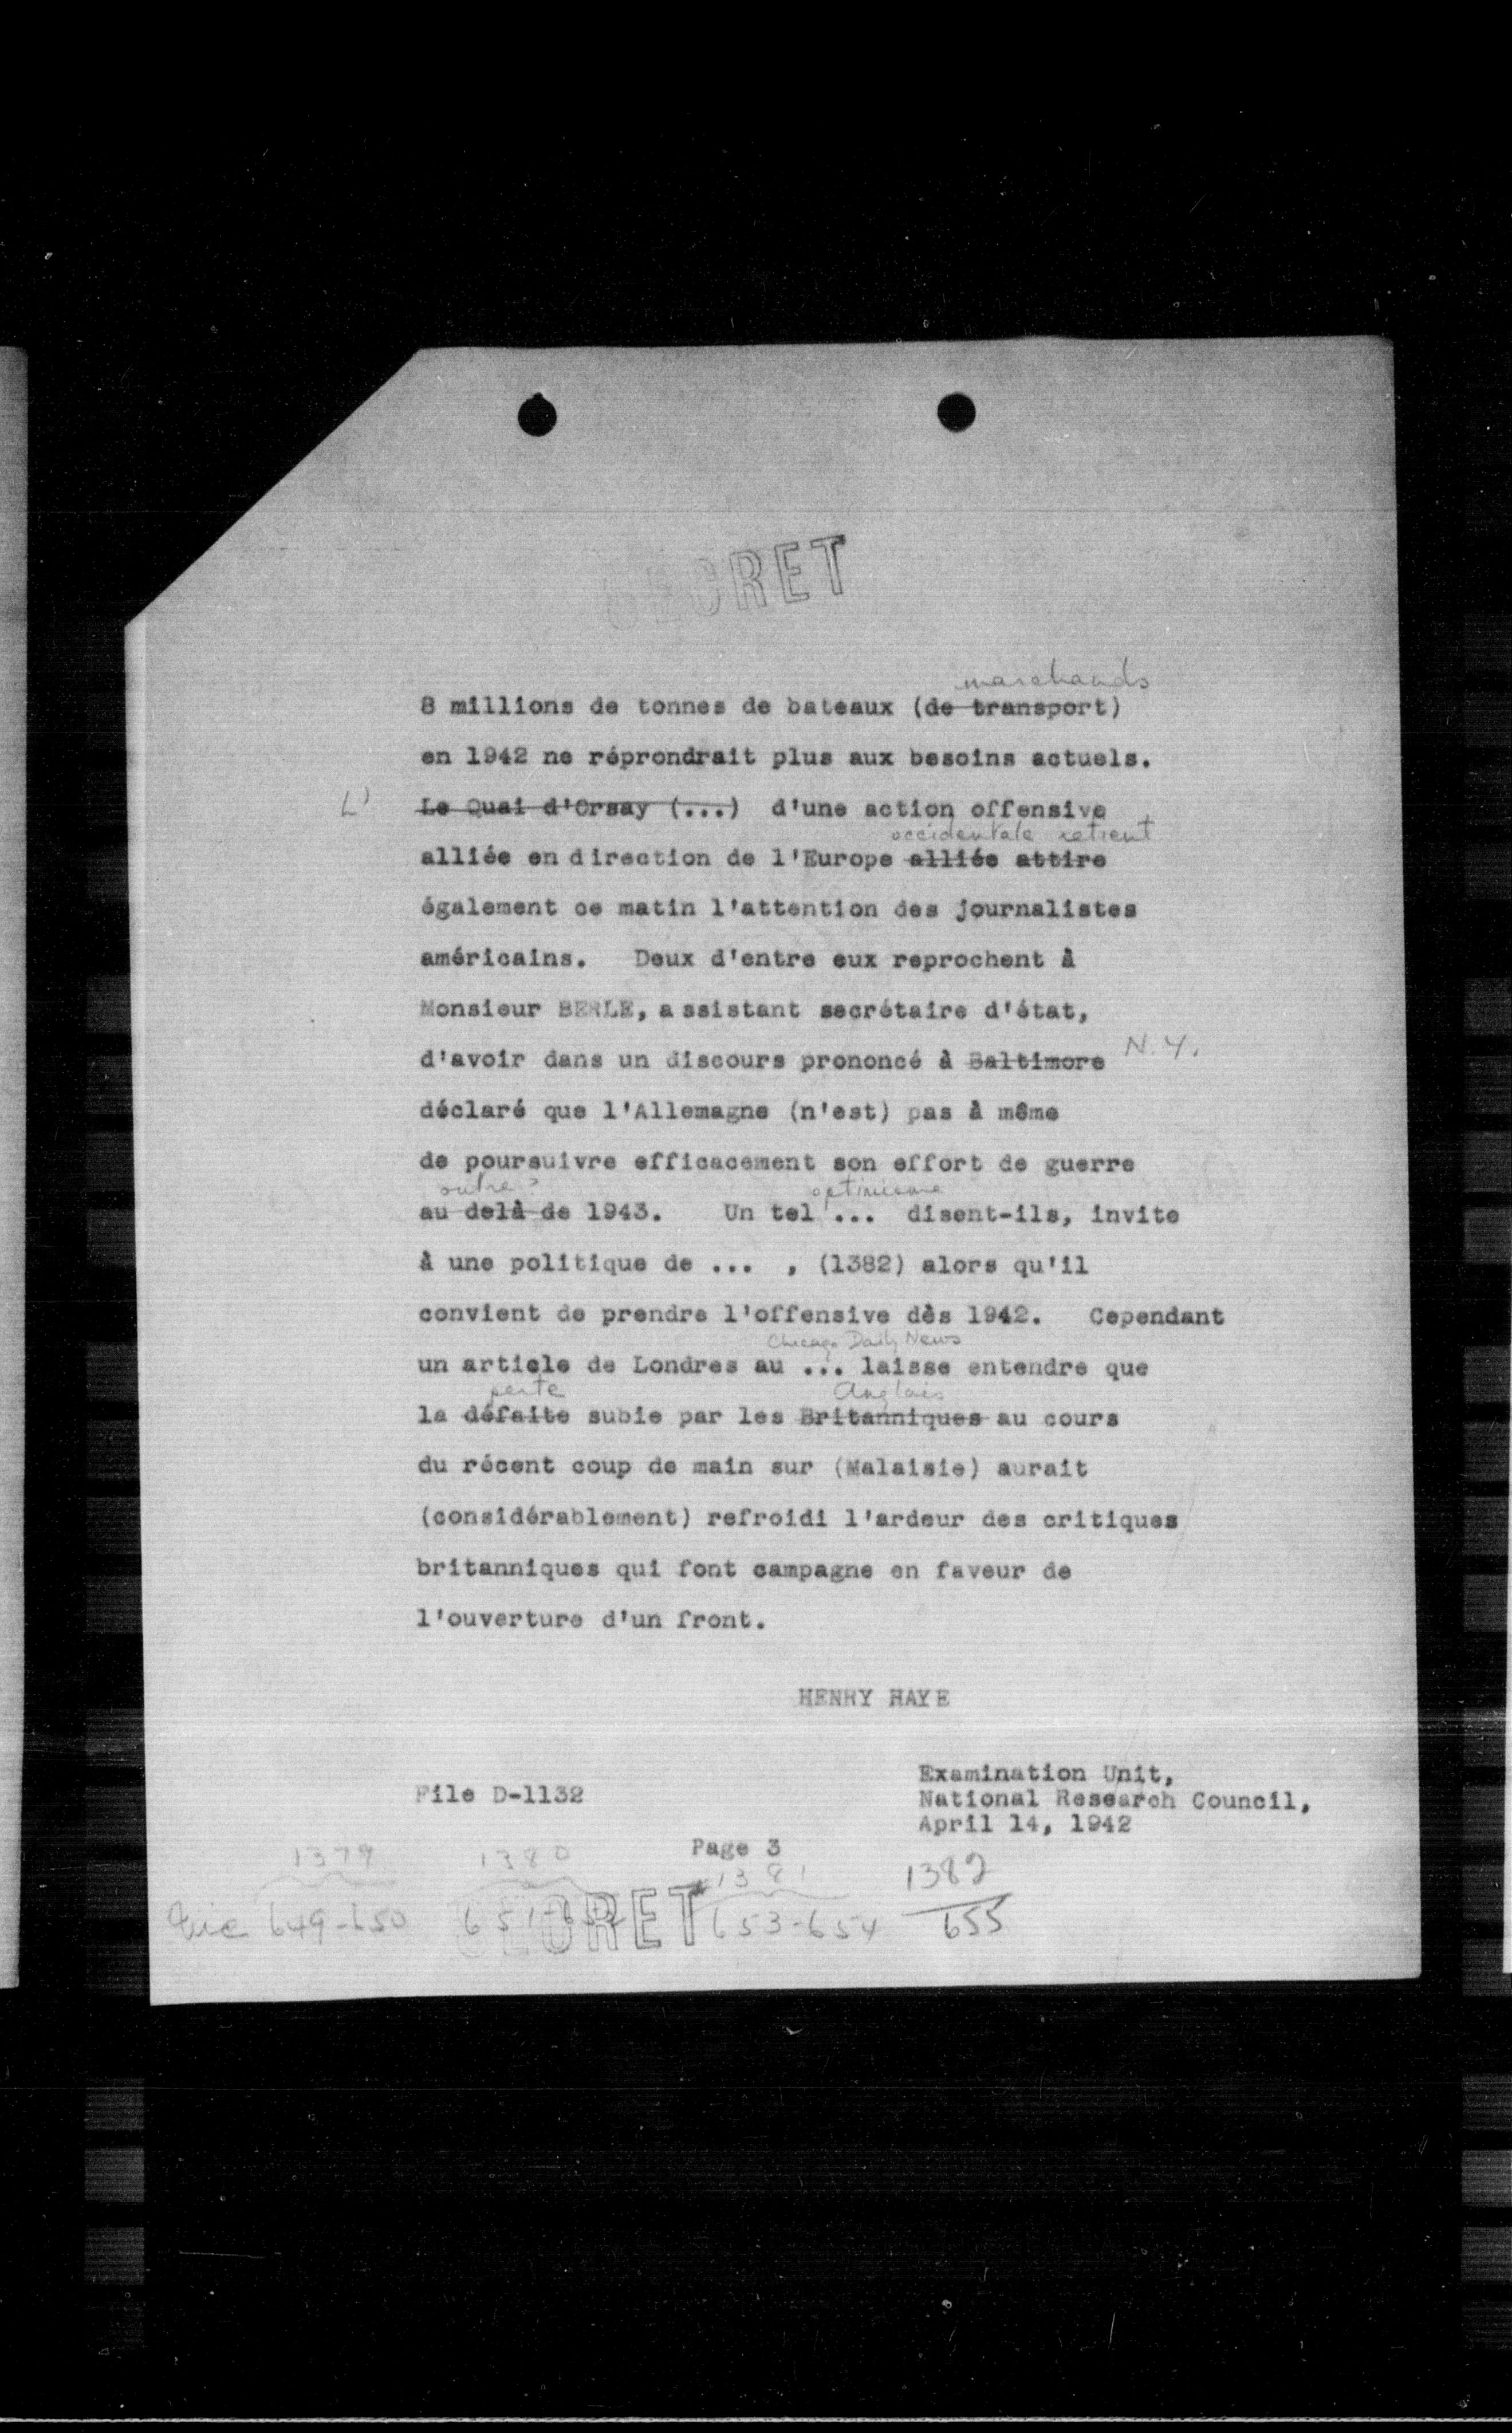 SECRET
marchands
8 millions de tonnes de bateaux (de transport)
en 1942 ne réprondrait plus aux besoins actuels.
L' Le Quai d'Orsay (...) d'une action offensive
occidentale retient
alliée en direction de l'Europe alliée attire
également ce matin l'attention des journalistes
américains. Deux d'entre eux reprochent à
Monsieur BERLE, assistant secrétaire d'état,
d'avoir dans un discours prononcé à Baltimore N.Y.
déclaré que l'Allemagne (n'est) pas à même
de poursuivre efficacement son effort de guerre
outre? optimisme
au delà de 1943. Un tel ... disent-ils, invite
à une politique de ... , (1382) alors qu'il
convient de prendre l'offensive dès 1942. Cependant
Chicago Daily News
un article de Londres au ... laisse entendre que
perte Anglais
la défaite subie par les Britanniques au cours
du récent coup de main sur (Malaisie) aurait
(considérablement) refroidi l'ardeur des critiques
britanniques qui font campagne en faveur de
l'ouverture d'un front.
HENRY HAYE
Examination Unit,
File D-1132
National Research Council,
April 14, 1942
Page 3
1379 1380 1381 1382
649-650 653-654 655
SECRET